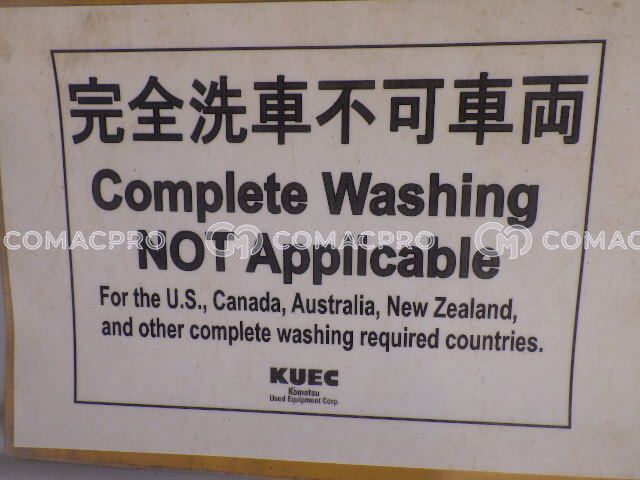 完全洗車不可車両
Complete Washing
NOT Applicable
COMACPRO COMACPRO COMACPRO
For the U.S., Canada, Australia, New Zealand,
and other complete washing required countries.
KUEC
Komatsu
Used Equipment Corp.